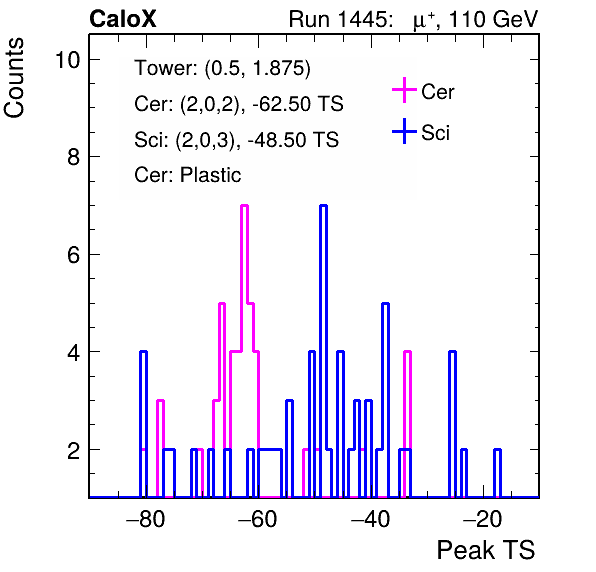 CaloX Run 1445: μ⁺, 110 GeV
Counts
Tower: (0.5, 1.875)
Cer: (2,0,2), -62.50 TS
Sci: (2,0,3), -48.50 TS
Cer: Plastic
Cer
Sci
10
8
6
4
2
−80 −60 −40 −20
Peak TS